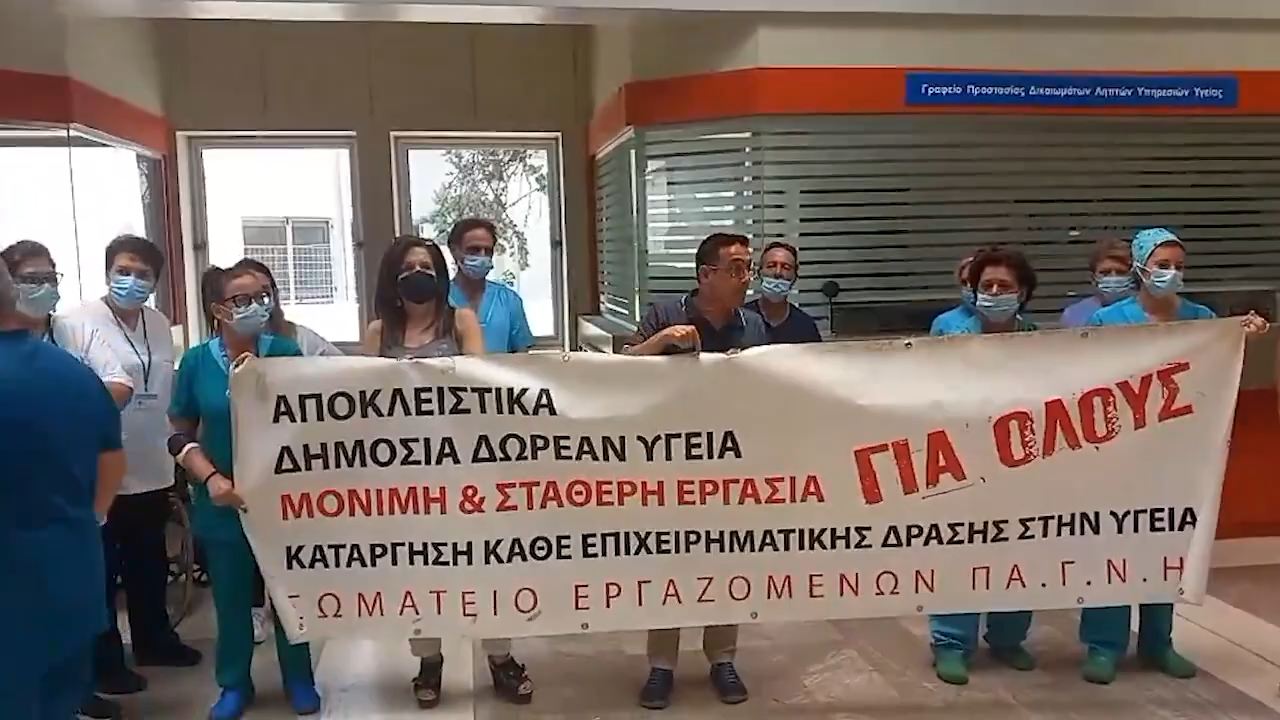 Γραφείο Προστασίας Δικαιωμάτων Ληπτών Υπηρεσιών Υγείας
ΑΠΟΚΛΕΙΣΤΙΚΑ
ΔΗΜΟΣΙΑ ΔΩΡΕΑΝ ΥΓΕΙΑ
ΜΟΝΙΜΗ & ΣΤΑΘΕΡΗ ΕΡΓΑΣΙΑ
ΓΙΑ ΟΛΟΥΣ
ΚΑΤΑΡΓΗΣΗ ΚΑΘΕ ΕΠΙΧΕΙΡΗΜΑΤΙΚΗΣ ΔΡΑΣΗΣ ΣΤΗΝ ΥΓΕΙΑ
ΣΩΜΑΤΕΙΟ ΕΡΓΑΖΟΜΕΝΩΝ ΠΑ.Γ.Ν.Η